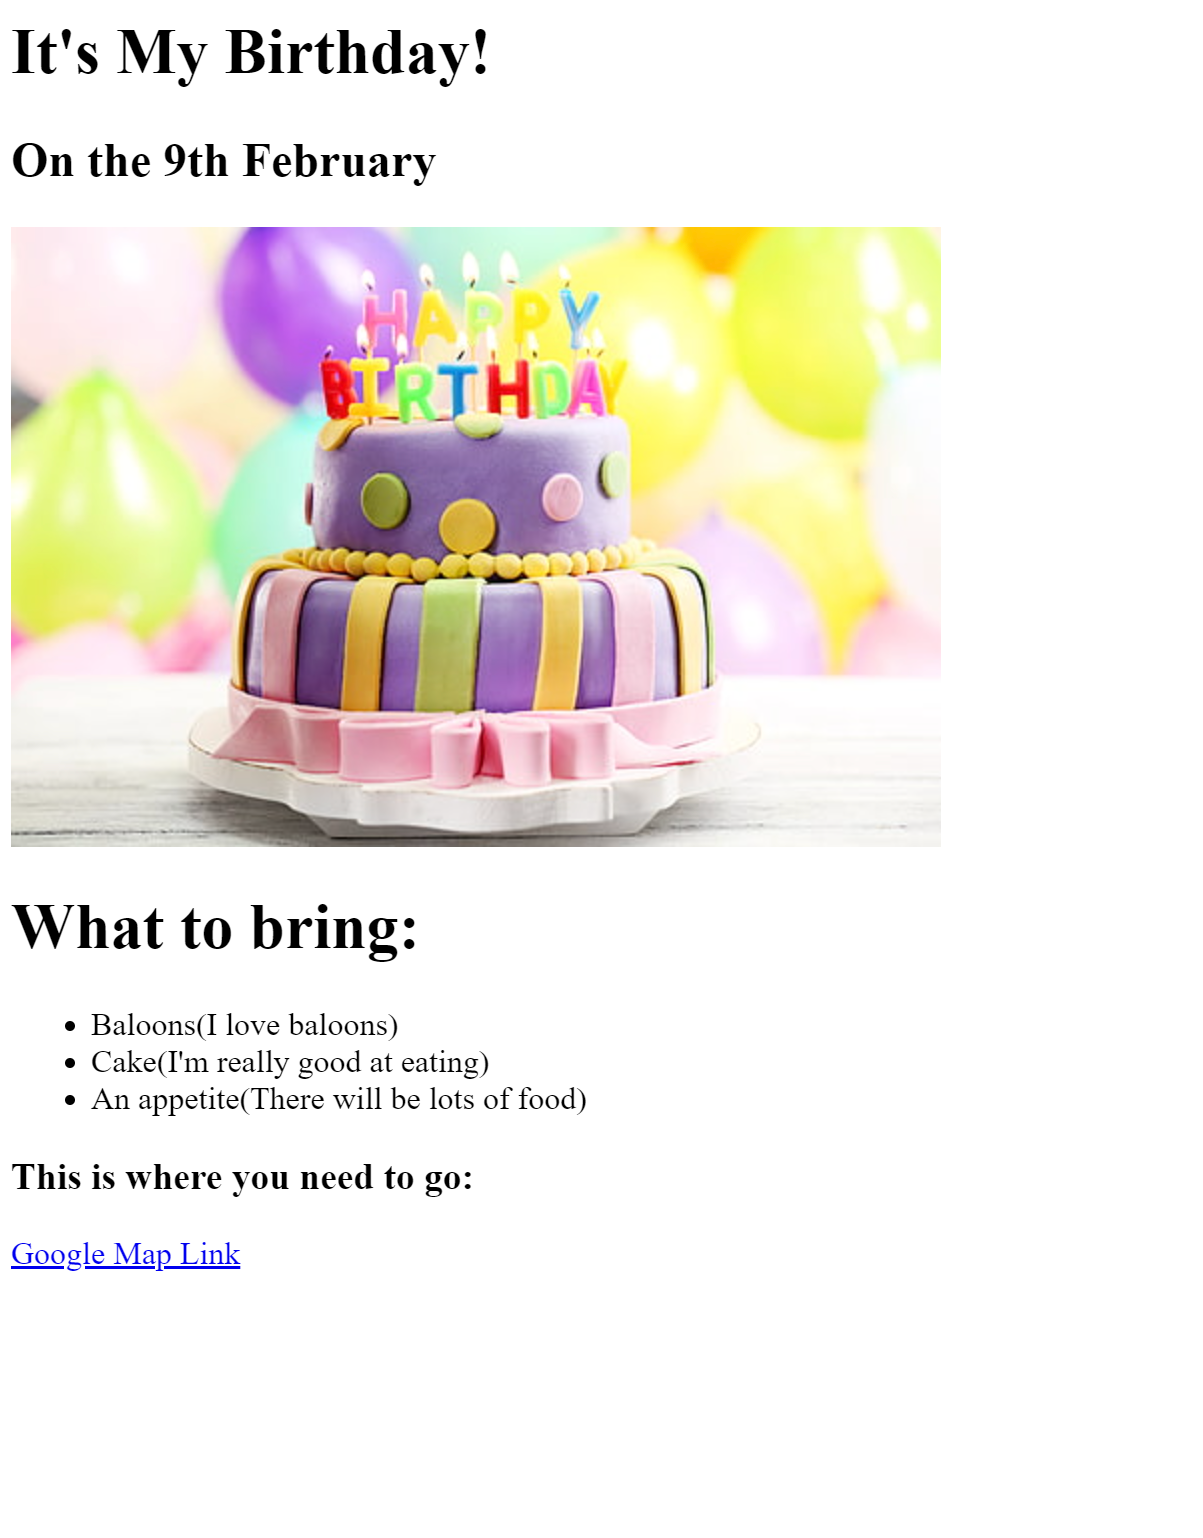 It's My Birthday!
On the 9th February
HAPPY
BIRTHDAY
What to bring:
Baloons(I love baloons)
Cake(I'm really good at eating)
An appetite(There will be lots of food)
This is where you need to go:
Google Map Link